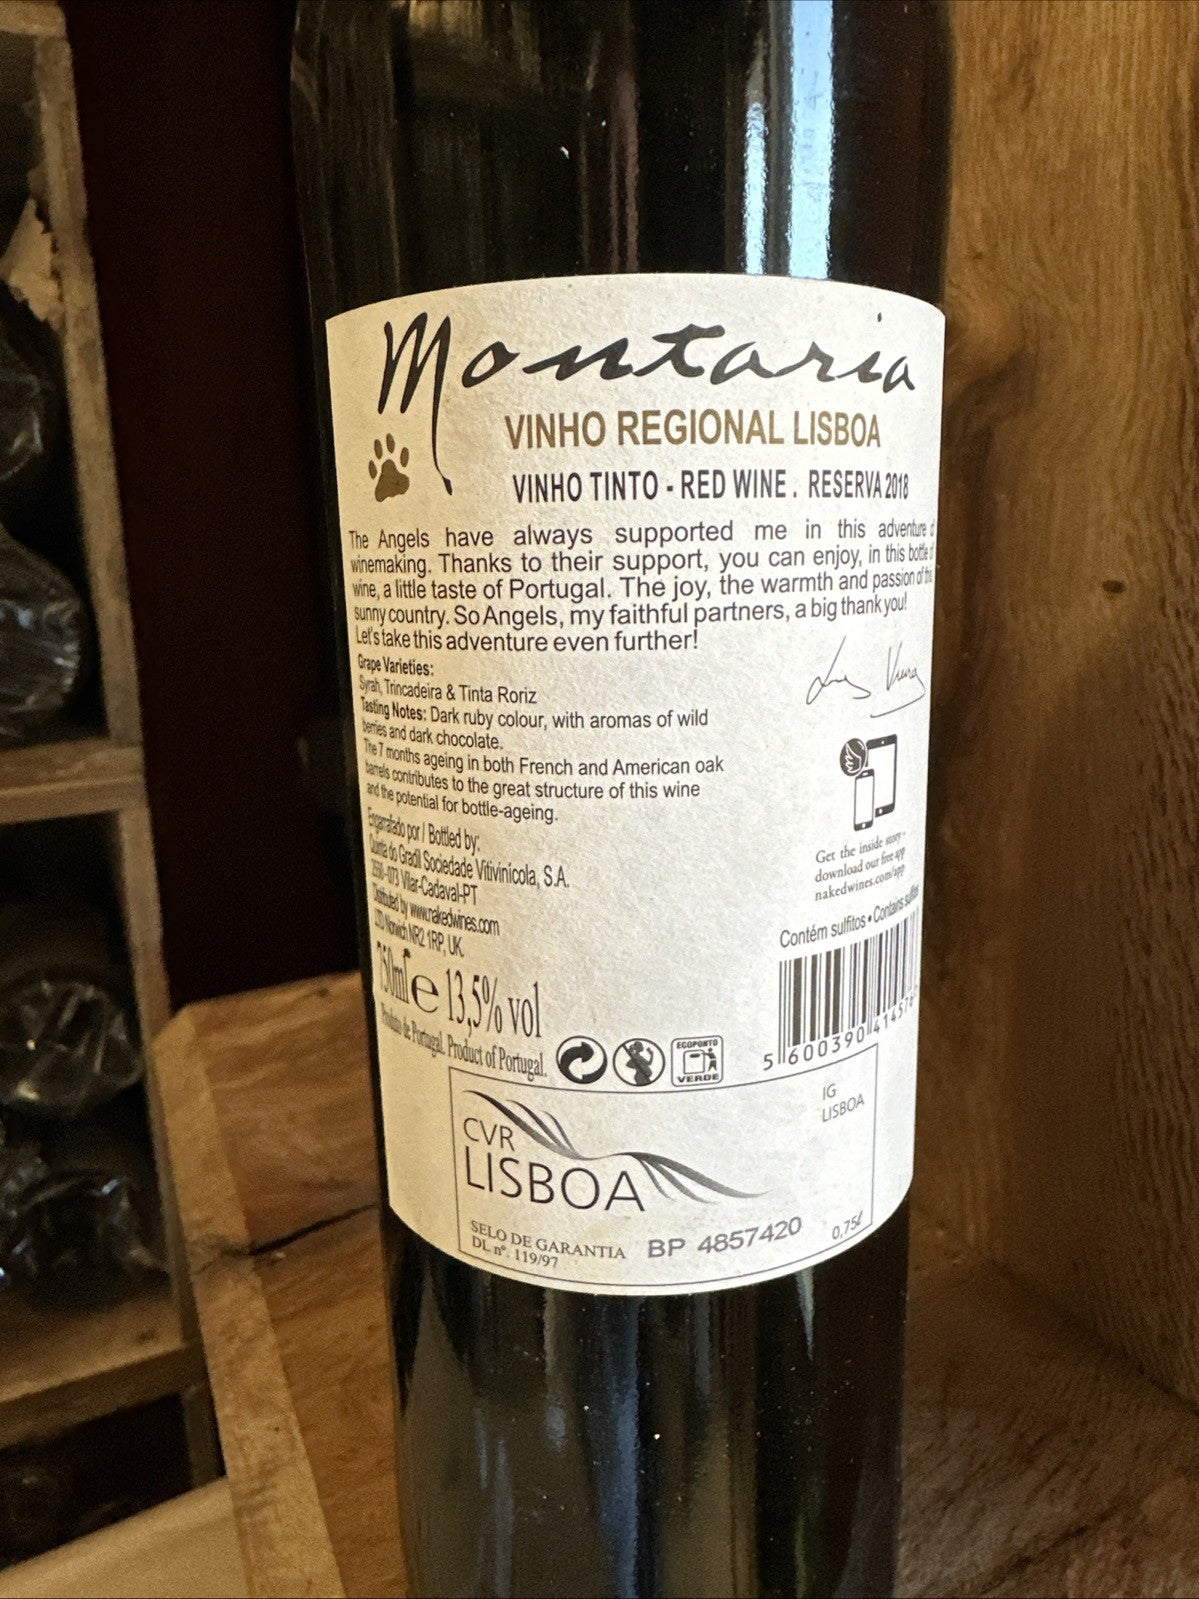 Montaria
VINHO REGIONAL LISBOA
VINHO TINTO - RED WINE . RESERVA 2018
The Angels have always supported me in this adventure
winemaking. Thanks to their support, you can enjoy, in this bottle of
wine, a little taste of Portugal. The joy, the warmth and passion of this
sunny country. So Angels, my faithful partners, a big thank you!
Let's take this adventure even further!
Grape Varieties:
Syrah, Trincadeira & Tinta Roriz
Tasting Notes: Dark ruby colour, with aromas of wild
berries and dark chocolate.
The 7 months ageing in both French and American oak
barrels contributes to the great structure of this wine
and the potential for bottle-ageing.
Engarrafado por / Bottled by:
Quinta do Gradil Sociedade Vitivinícola, S.A.
2550-073 Vilar-Cadaval-PT
Distributed by www.nakedwines.com
LTD Norwich NR2 1RP, UK.
750ml e 13,5% vol
Produto de Portugal. Product of Portugal.
Get the inside story -
download our free app
nakedwines.com/app
Contém sulfitos • Contains sulfites
5 600390 41457
ECOPONTO
VERDE
IG
LISBOA
CVR
LISBOA
SELO DE GARANTIA
DL nº. 119/97
BP 4857420
0,75ℓ